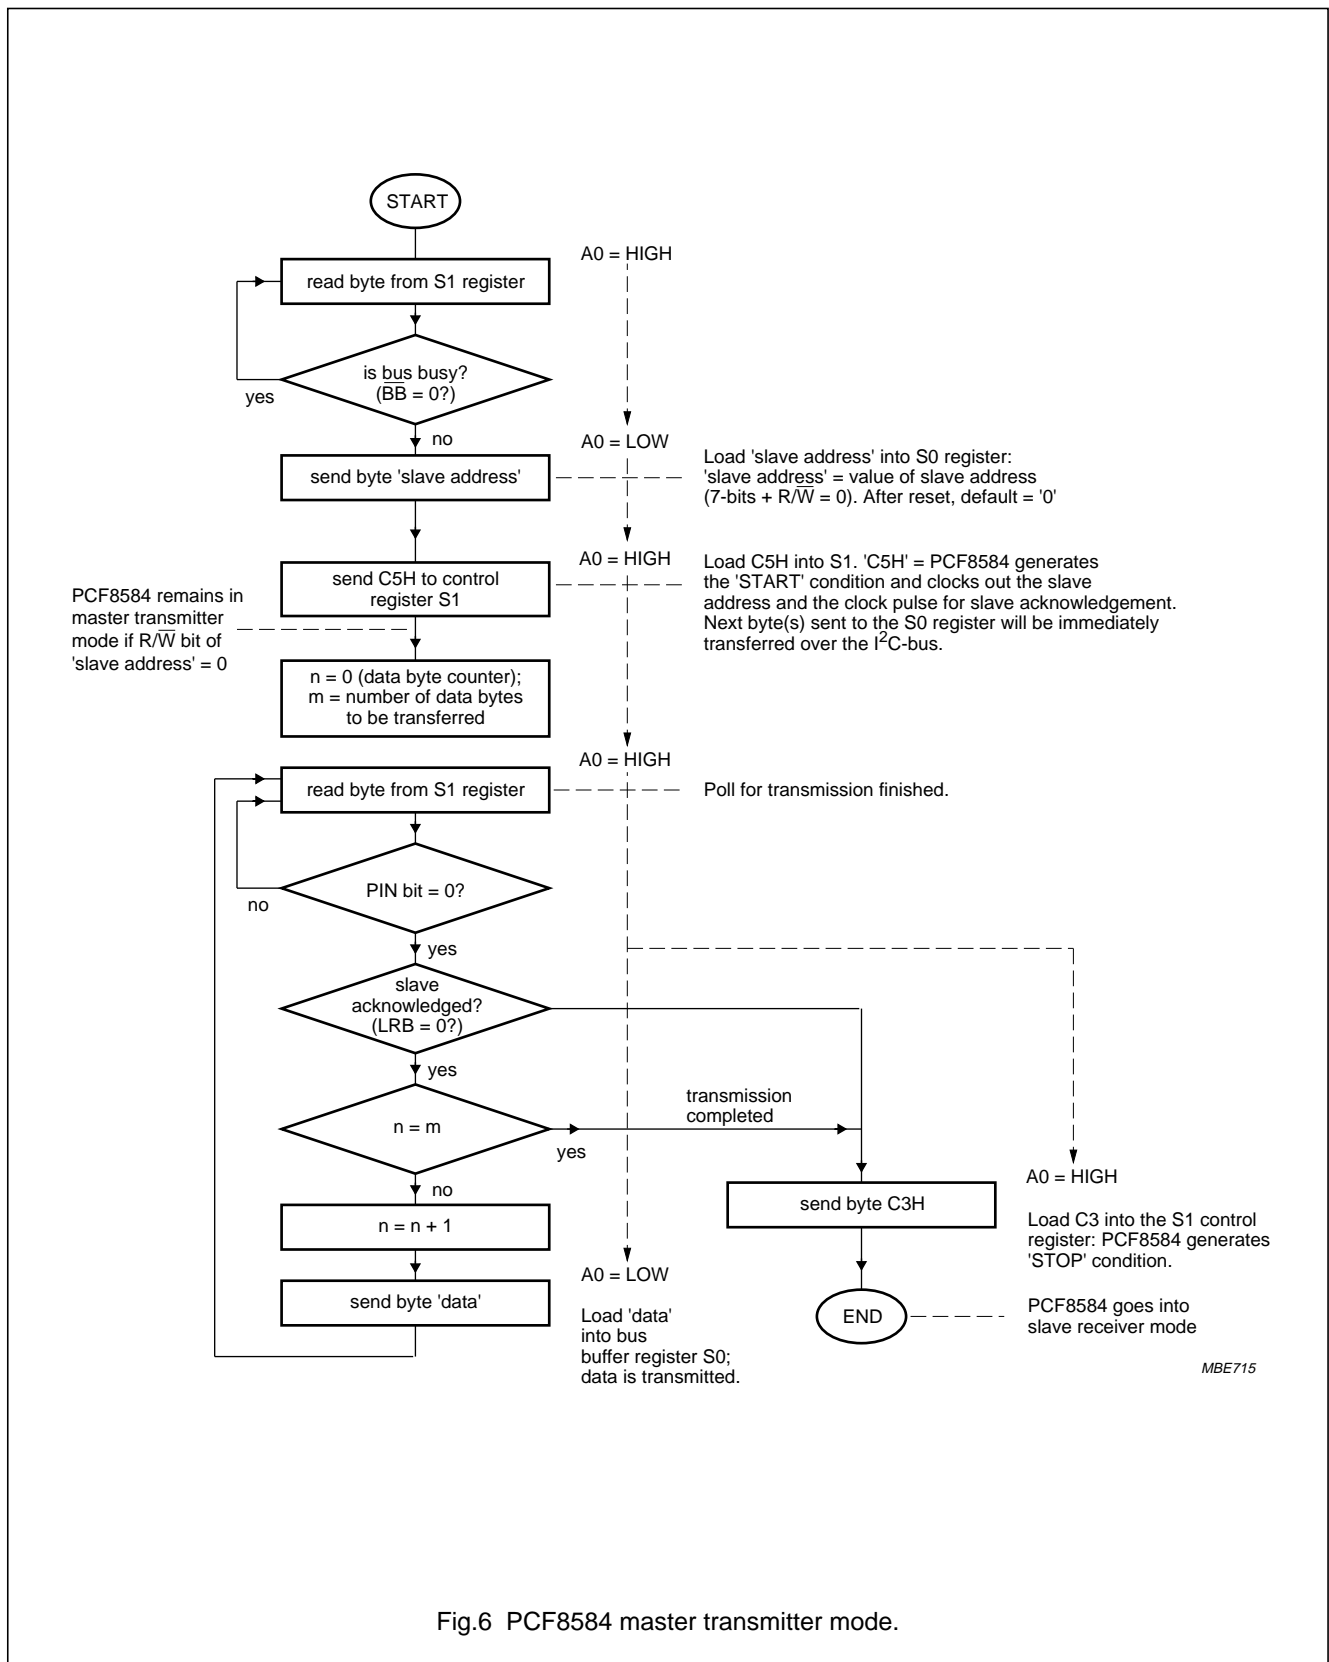 START
A0 = HIGH
read byte from S1 register
is bus busy?
(B̅B̅ = 0?)
yes
no
A0 = LOW
send byte 'slave address'
Load 'slave address' into S0 register:
'slave address' = value of slave address
(7-bits + R/W̅ = 0). After reset, default = '0'
A0 = HIGH
send C5H to control
register S1
Load C5H into S1. 'C5H' = PCF8584 generates
the 'START' condition and clocks out the slave
address and the clock pulse for slave acknowledgement.
Next byte(s) sent to the S0 register will be immediately
transferred over the I²C-bus.
PCF8584 remains in
master transmitter
mode if R/W̅ bit of
'slave address' = 0
n = 0 (data byte counter);
m = number of data bytes
to be transferred
A0 = HIGH
read byte from S1 register
Poll for transmission finished.
PIN bit = 0?
no
yes
slave
acknowledged?
(LRB = 0?)
yes
n = m
yes
transmission
completed
no
n = n + 1
send byte 'data'
A0 = LOW
Load 'data'
into bus
buffer register S0;
data is transmitted.
send byte C3H
A0 = HIGH
Load C3 into the S1 control
register: PCF8584 generates
'STOP' condition.
END
PCF8584 goes into
slave receiver mode
MBE715
Fig.6 PCF8584 master transmitter mode.